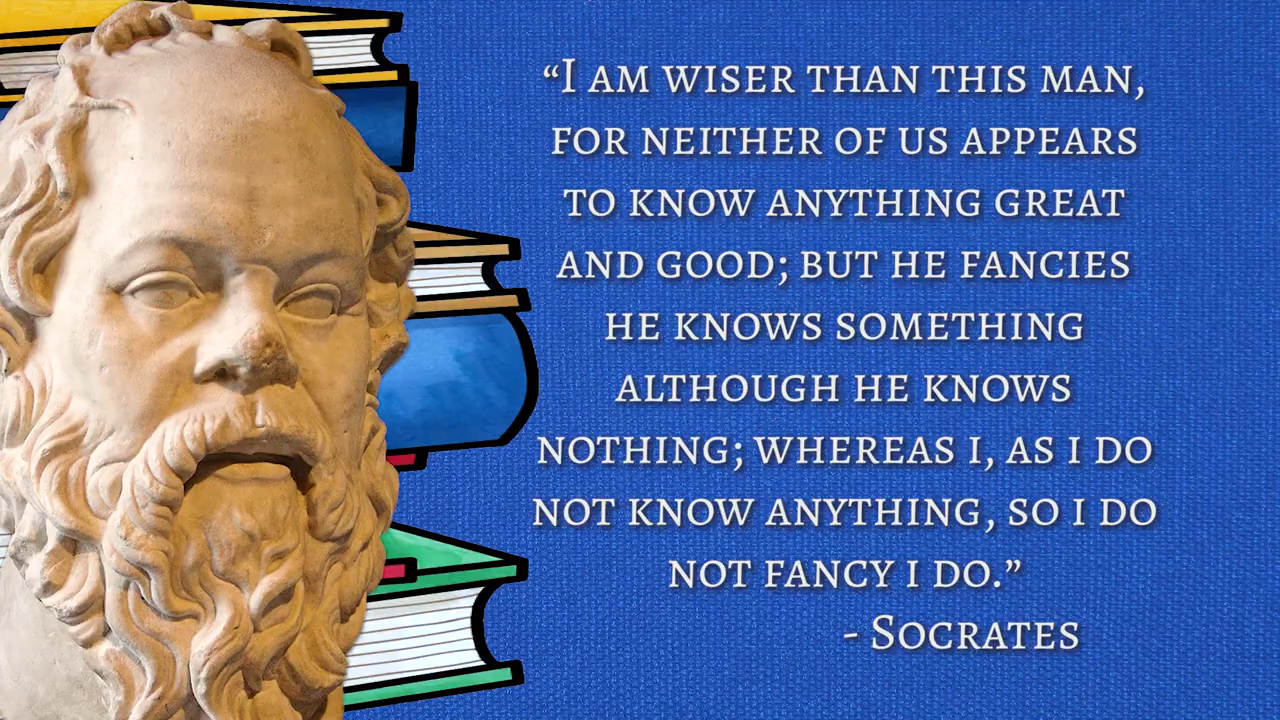 “I AM WISER THAN THIS MAN,
FOR NEITHER OF US APPEARS
TO KNOW ANYTHING GREAT
AND GOOD; BUT HE FANCIES
HE KNOWS SOMETHING
ALTHOUGH HE KNOWS
NOTHING; WHEREAS I, AS I DO
NOT KNOW ANYTHING, SO I DO
NOT FANCY I DO.”
- SOCRATES